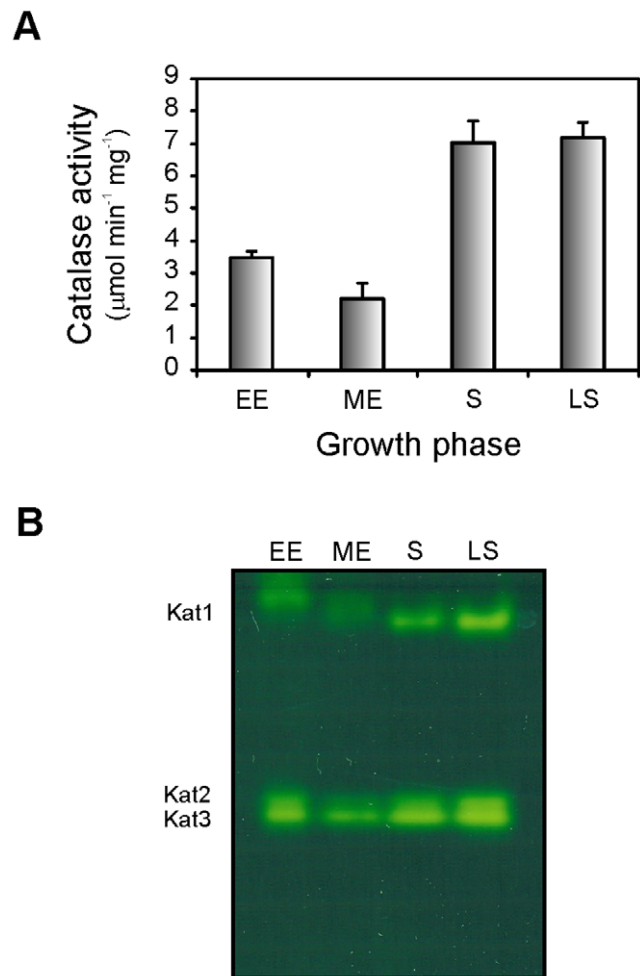 A
Catalase activity
(μmol min⁻¹ mg⁻¹)
9
8
7
6
5
4
3
2
1
0
EE ME S LS
Growth phase
B
EE ME S LS
Kat1
Kat2
Kat3